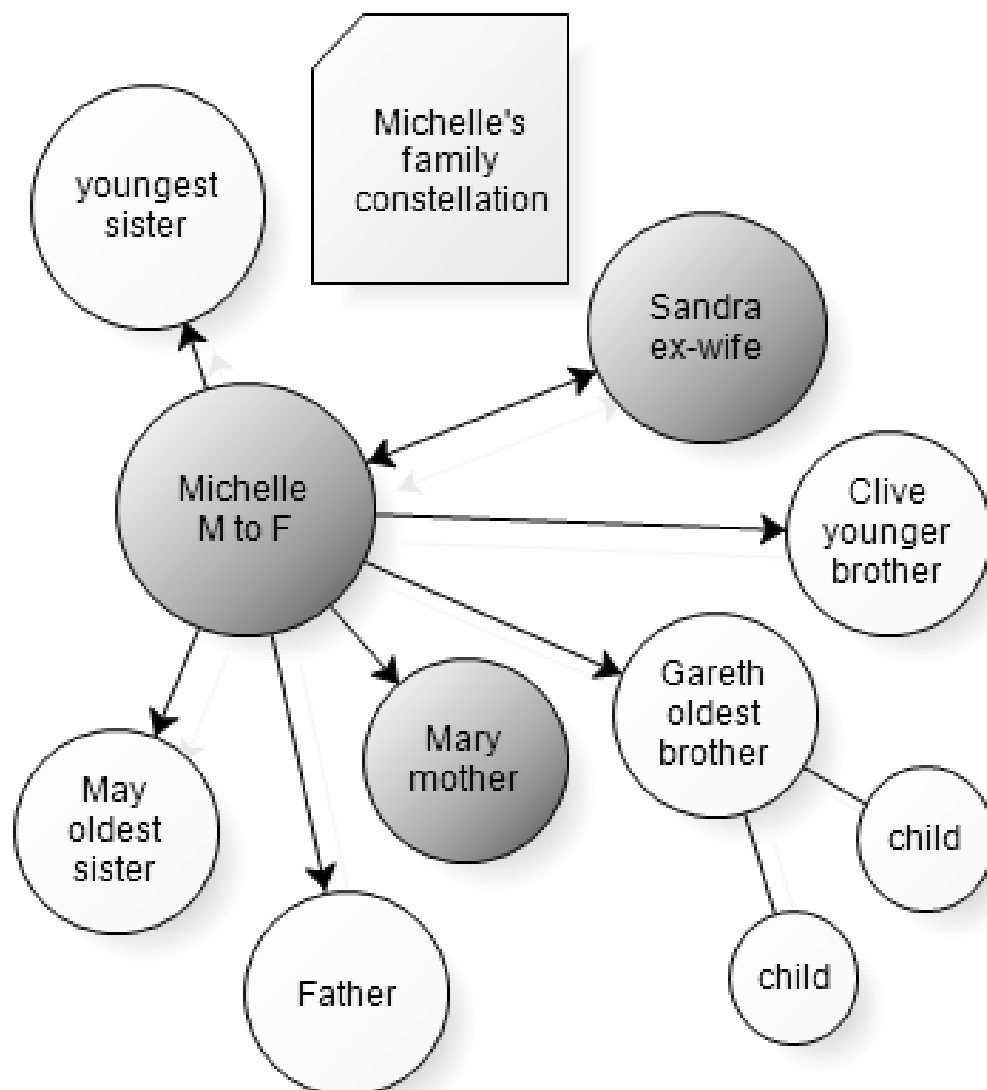 Michelle's
family
constellation
youngest
sister
Sandra
ex-wife
Michelle
M to F
Clive
younger
brother
Gareth
oldest
brother
Mary
mother
May
oldest
sister
child
child
Father